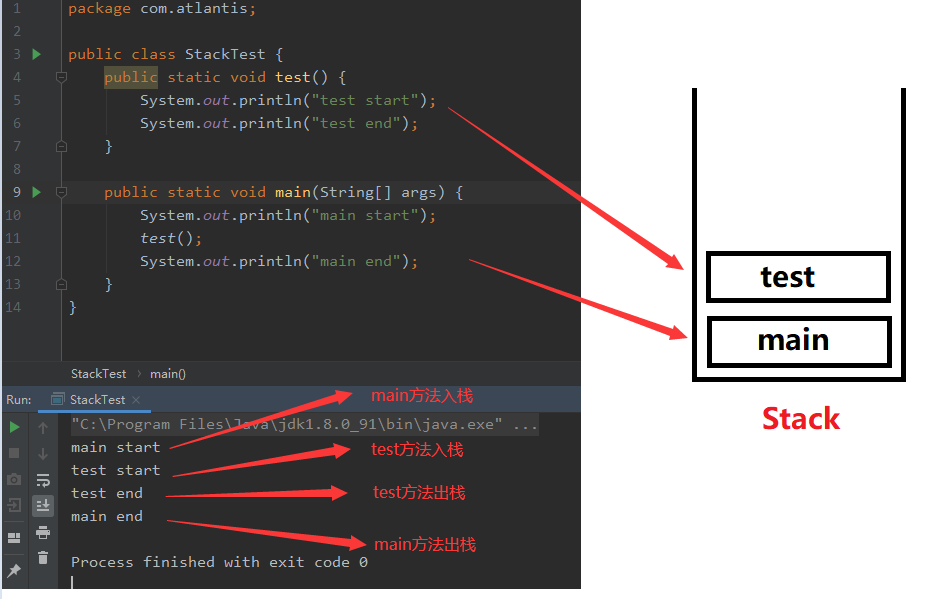 1 package com.atlantis;
2
3 public class StackTest {
4 public static void test() {
5 System.out.println("test start");
6 System.out.println("test end");
7 }
8
9 public static void main(String[] args) {
10 System.out.println("main start");
11 test();
12 System.out.println("main end");
13 }
14 }
test
main
Stack
StackTest › main()
Run: StackTest ×
"C:\Program Files\Java\jdk1.8.0_91\bin\java.exe" ...
main方法入栈
main start
test方法入栈
test start
test end
test方法出栈
main end
main方法出栈
Process finished with exit code 0